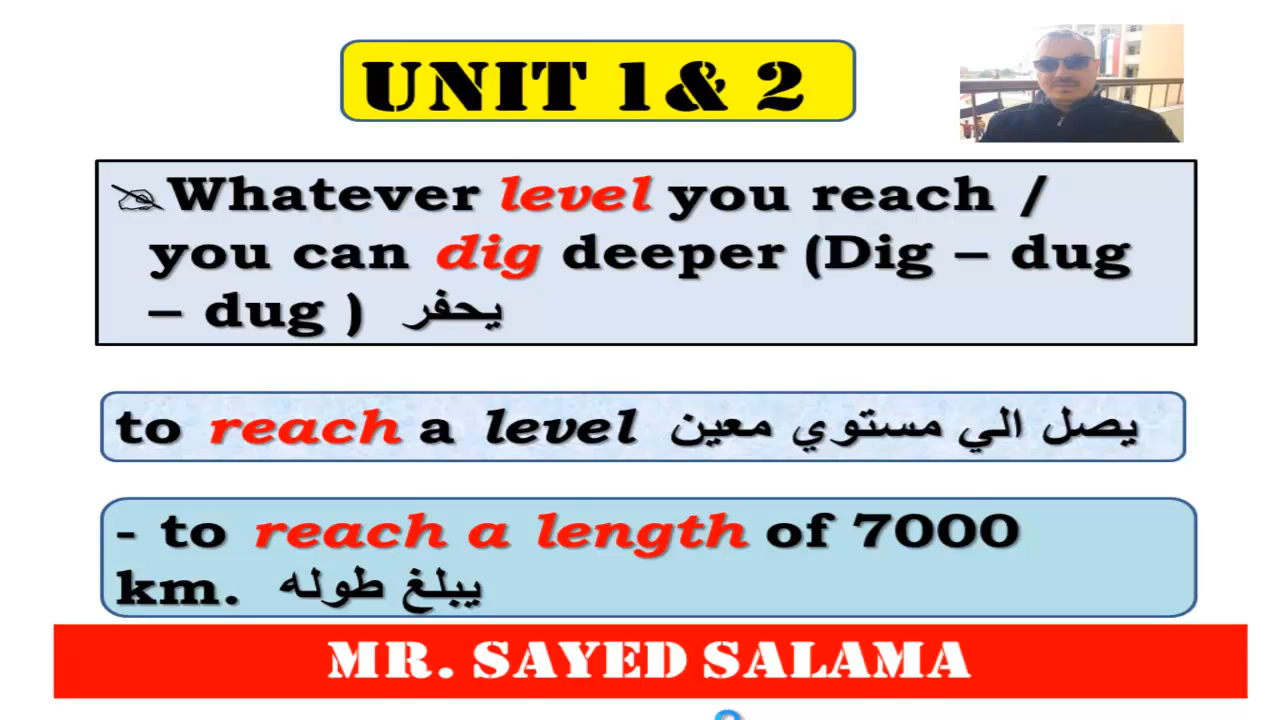 UNIT 1& 2
Whatever level you reach /
you can dig deeper (Dig – dug
– dug ) يحفر
to reach a level يصل الي مستوي معين
- to reach a length of 7000
km. يبلغ طوله
MR. SAYED SALAMA